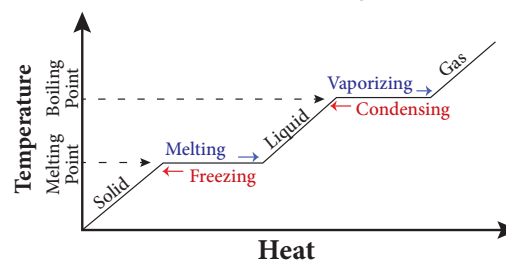 Temperature
Boiling
Point
Melting
Point
Solid
Melting
Freezing
Liquid
Vaporizing
Condensing
Gas
Heat